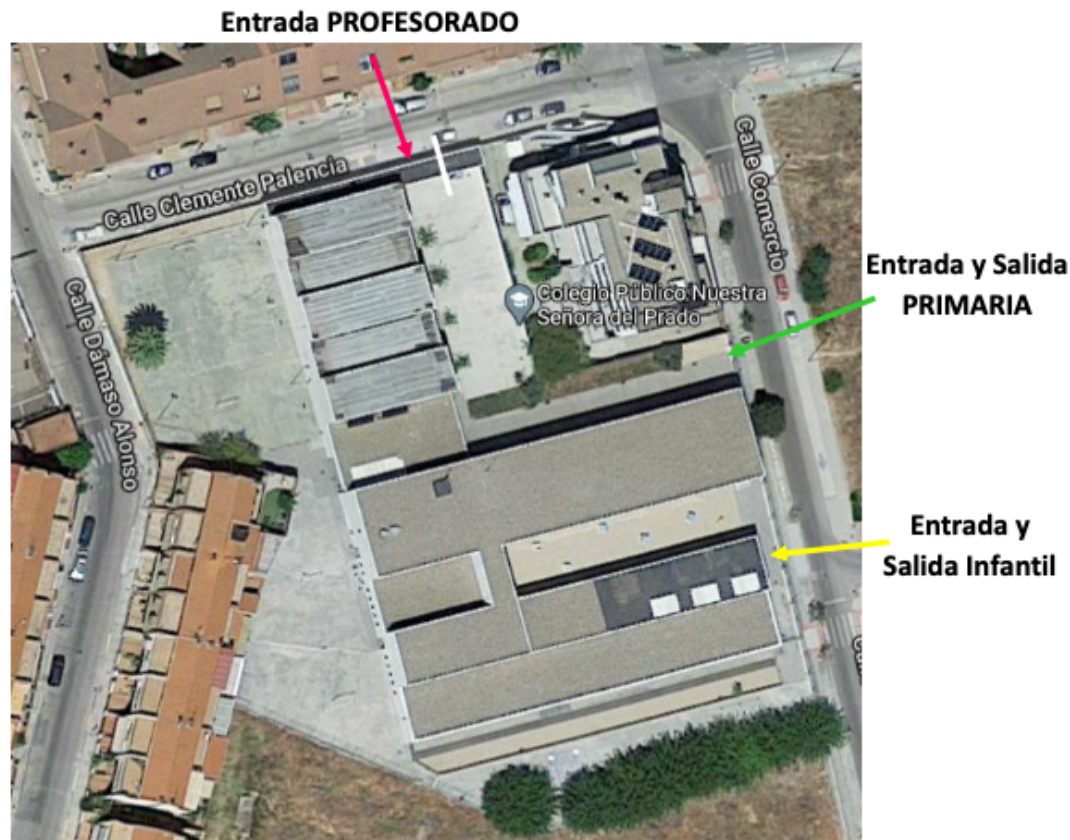 Entrada PROFESORADO
Calle Clemente Palencia
Calle Comercio
Entrada y Salida
PRIMARIA
Colegio Público Nuestra
Señora del Prado
Calle Dámaso Alonso
Entrada y
Salida Infantil